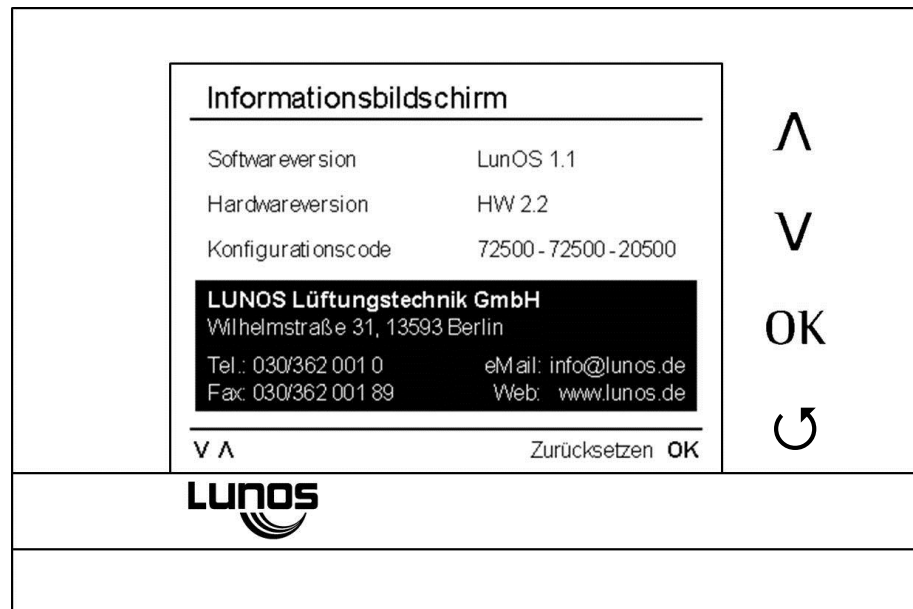 Informationsbildschirm
Softwareversion LunOS 1.1
Hardwareversion HW 2.2
Konfigurationscode 72500-72500-20500
LUNOS Lüftungstechnik GmbH
Wilhelmstraße 31, 13593 Berlin
Tel.: 030/362 001 0 eMail: info@lunos.de
Fax: 030/362 001 89 Web: www.lunos.de
Zurücksetzen OK
OK
LUNOS